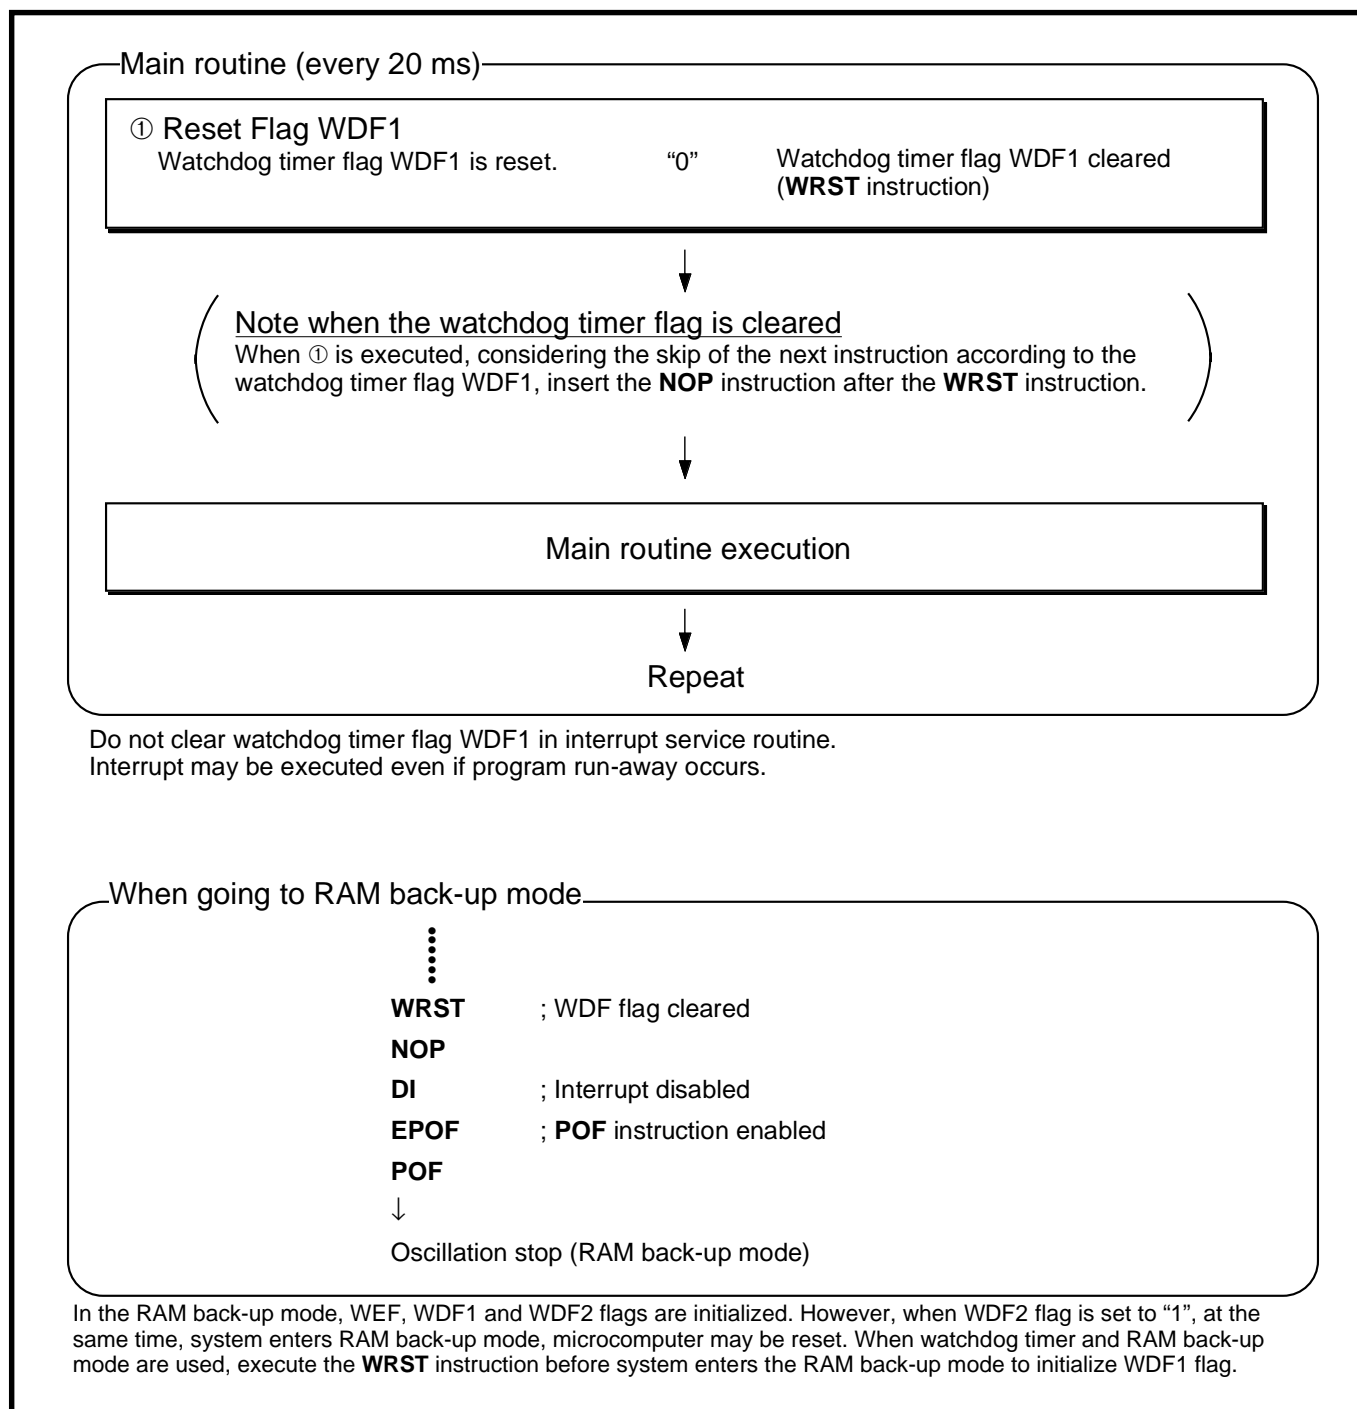 Main routine (every 20 ms)
① Reset Flag WDF1
Watchdog timer flag WDF1 is reset. “0” Watchdog timer flag WDF1 cleared
(WRST instruction)
Note when the watchdog timer flag is cleared
When ① is executed, considering the skip of the next instruction according to the
watchdog timer flag WDF1, insert the NOP instruction after the WRST instruction.
Main routine execution
Repeat
Do not clear watchdog timer flag WDF1 in interrupt service routine.
Interrupt may be executed even if program run-away occurs.
When going to RAM back-up mode
WRST ; WDF flag cleared
NOP
DI ; Interrupt disabled
EPOF ; POF instruction enabled
POF
↓
Oscillation stop (RAM back-up mode)
In the RAM back-up mode, WEF, WDF1 and WDF2 flags are initialized. However, when WDF2 flag is set to “1”, at the
same time, system enters RAM back-up mode, microcomputer may be reset. When watchdog timer and RAM back-up
mode are used, execute the WRST instruction before system enters the RAM back-up mode to initialize WDF1 flag.